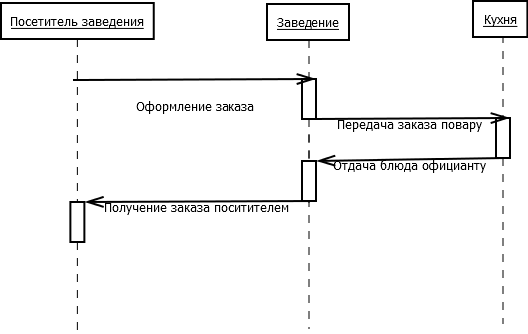 Посетитель заведения
Заведение
Кухня
Оформление заказа
Передача заказа повару
Отдача блюда официанту
Получение заказа поситителем